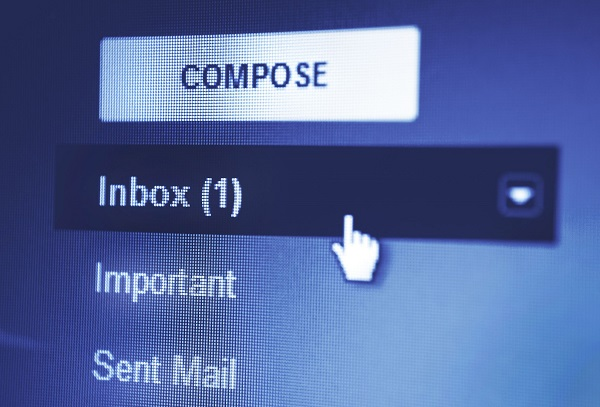 COMPOSE
Inbox (1)
Important
Sent Mail